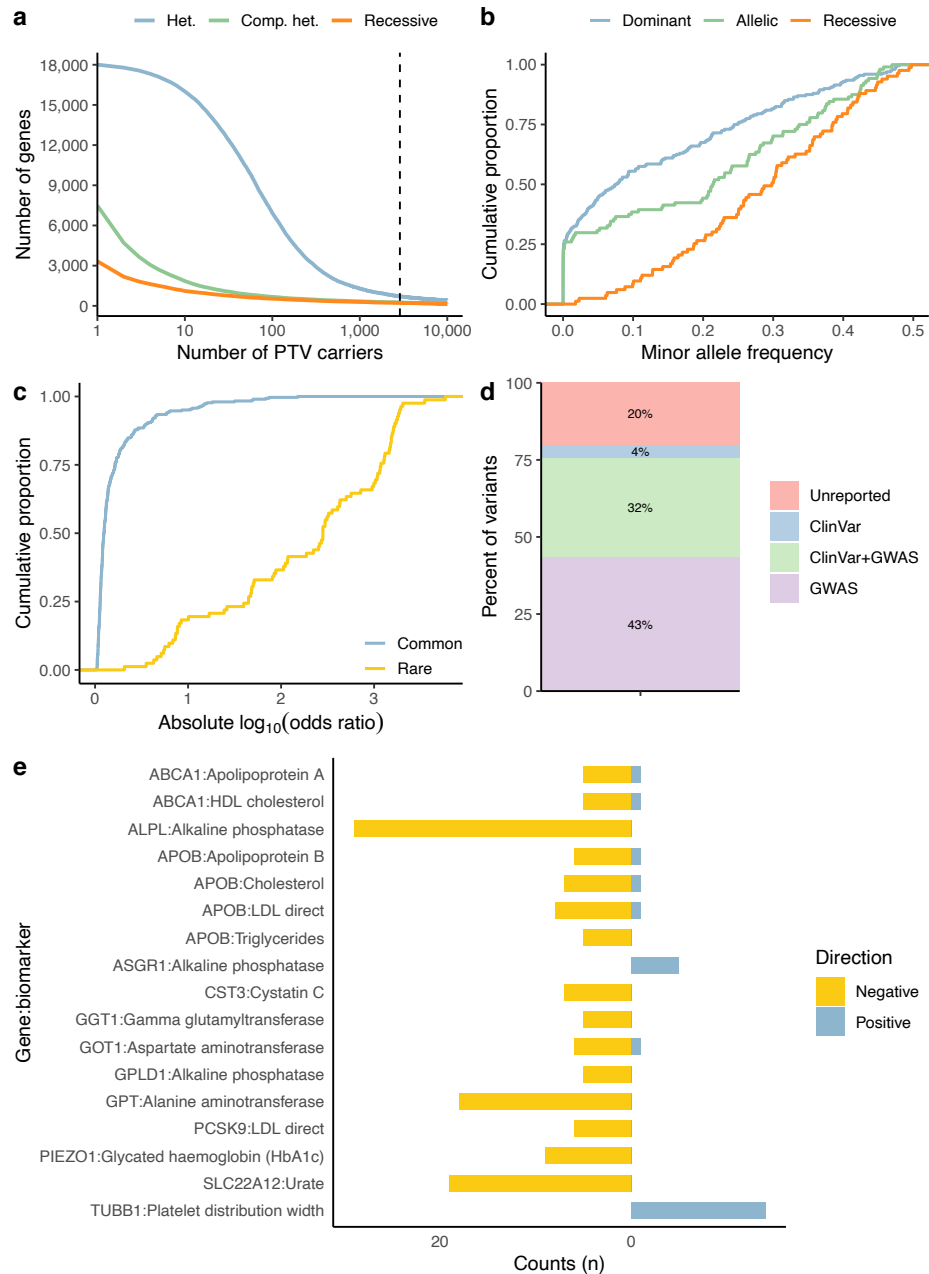 a
Het. Comp. het. Recessive
18,000
15,000
12,000
9,000
6,000
3,000
0
Number of genes
1 10 100 1,000 10,000
Number of PTV carriers
b
Dominant Allelic Recessive
1.00
0.75
0.50
0.25
0.00
Cumulative proportion
0.0 0.1 0.2 0.3 0.4 0.5
Minor allele frequency
c
1.00
0.75
0.50
0.25
0.00
Cumulative proportion
Common
Rare
0 1 2 3
Absolute log₁₀(odds ratio)
d
100
75
50
25
0
Percent of variants
20%
4%
32%
43%
Unreported
ClinVar
ClinVar+GWAS
GWAS
e
Gene:biomarker
ABCA1:Apolipoprotein A
ABCA1:HDL cholesterol
ALPL:Alkaline phosphatase
APOB:Apolipoprotein B
APOB:Cholesterol
APOB:LDL direct
APOB:Triglycerides
ASGR1:Alkaline phosphatase
CST3:Cystatin C
GGT1:Gamma glutamyltransferase
GOT1:Aspartate aminotransferase
GPLD1:Alkaline phosphatase
GPT:Alanine aminotransferase
PCSK9:LDL direct
PIEZO1:Glycated haemoglobin (HbA1c)
SLC22A12:Urate
TUBB1:Platelet distribution width
20 0
Counts (n)
Direction
Negative
Positive